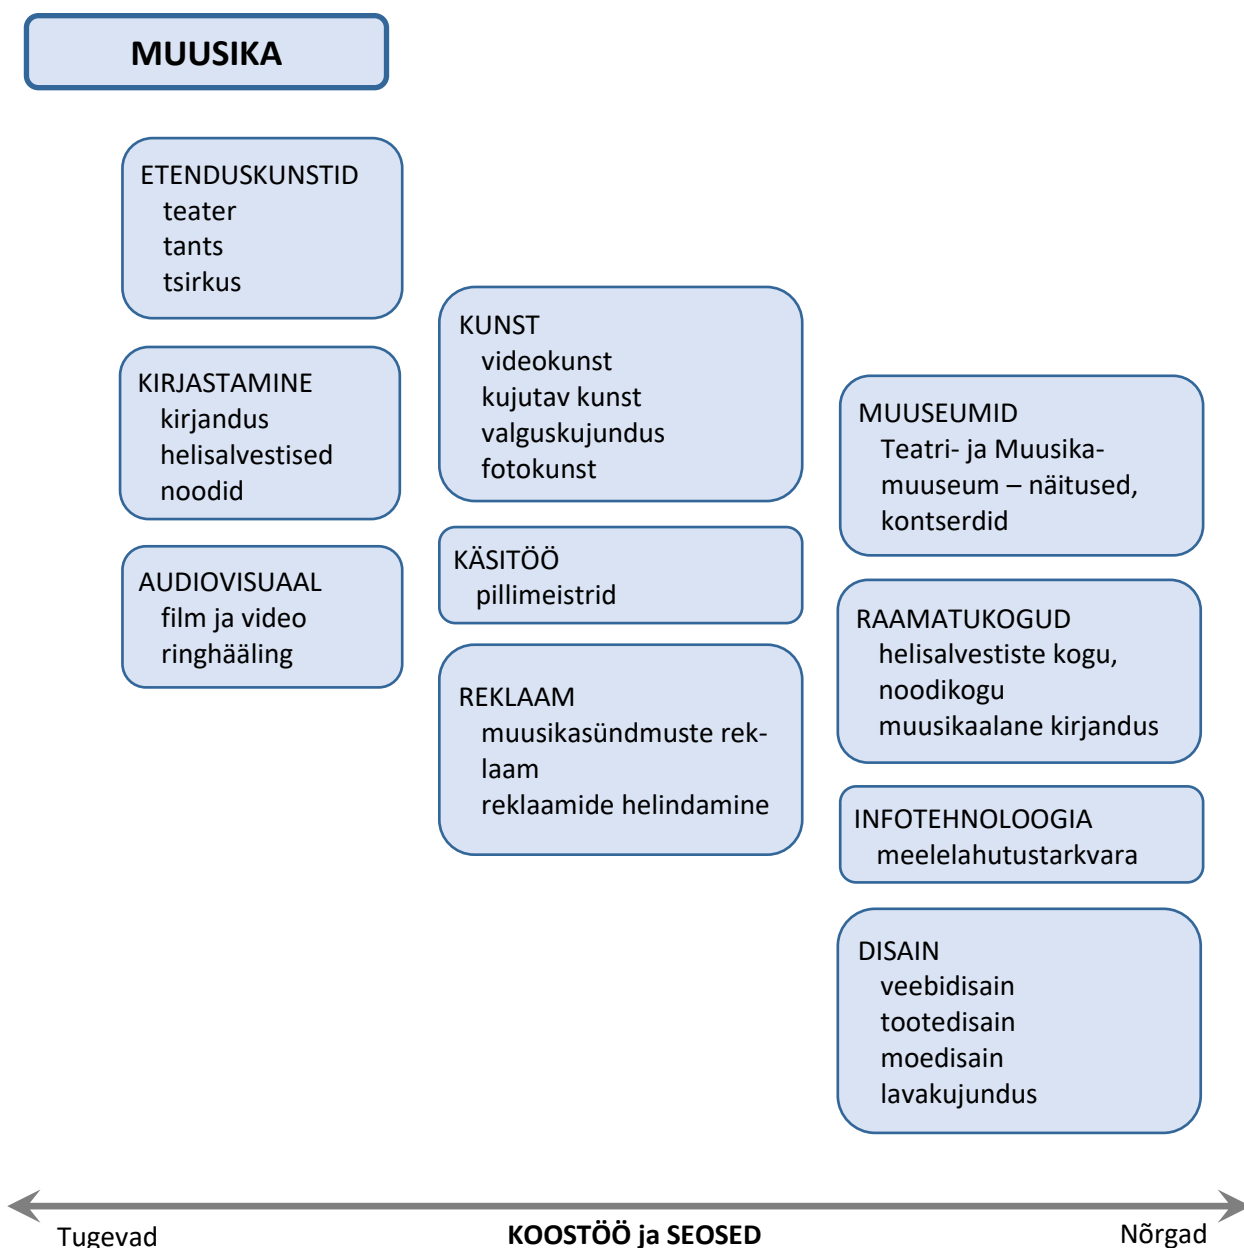 MUUSIKA
ETENDUSKUNSTID
teater
tants
tsirkus
KIRJASTAMINE
kirjandus
helisalvestised
noodid
AUDIOVISUAAL
film ja video
ringhääling
KUNST
videokunst
kujutav kunst
valguskujundus
fotokunst
KÄSITÖÖ
pillimeistrid
REKLAAM
muusikasündmuste rek-
laam
reklaamide helindamine
MUUSEUMID
Teatri- ja Muusika-
muuseum – näitused,
kontserdid
RAAMATUKOGUD
helisalvestiste kogu,
noodikogu
muusikaalane kirjandus
INFOTEHNOLOOGIA
meelelahutustarkvara
DISAIN
veebidisain
tootedisain
moedisain
lavakujundus
Tugevad
KOOSTÖÖ ja SEOSED
Nõrgad